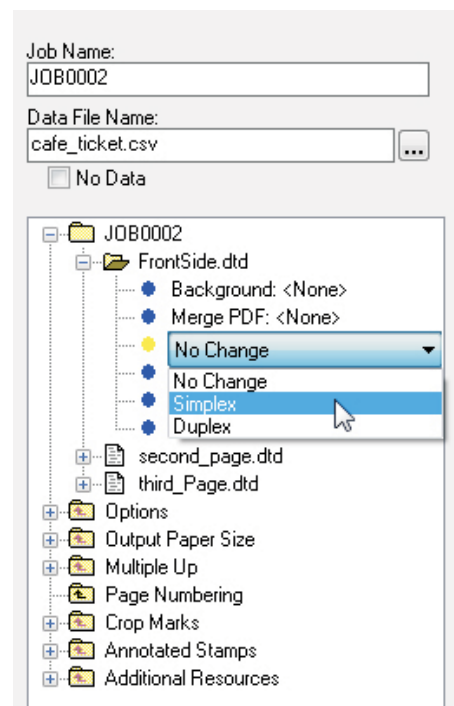 Job Name:
JOB0002
Data File Name:
cafe_ticket.csv
...
No Data
JOB0002
FrontSide.dtd
Background: <None>
Merge PDF: <None>
No Change
No Change
Simplex
Duplex
second_page.dtd
third_Page.dtd
Options
Output Paper Size
Multiple Up
Page Numbering
Crop Marks
Annotated Stamps
Additional Resources